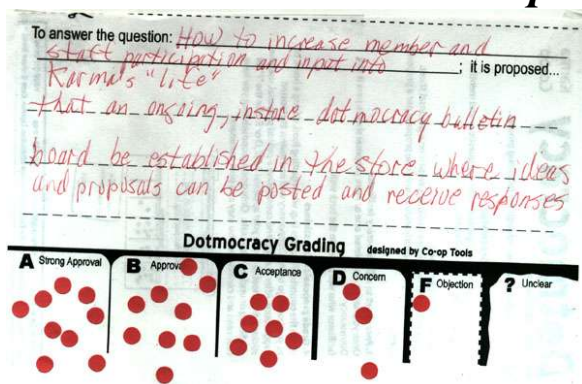 To answer the question: How to increase member and
staff participation and input into
Karma's "life" ; it is proposed...
that an ongoing, instore dotmocracy bulletin
board be established in the store where ideas
and proposals can be posted and receive responses
Dotmocracy Grading designed by Co-op Tools
A Strong Approval B Approval C Acceptance D Concern F Objection ? Unclear